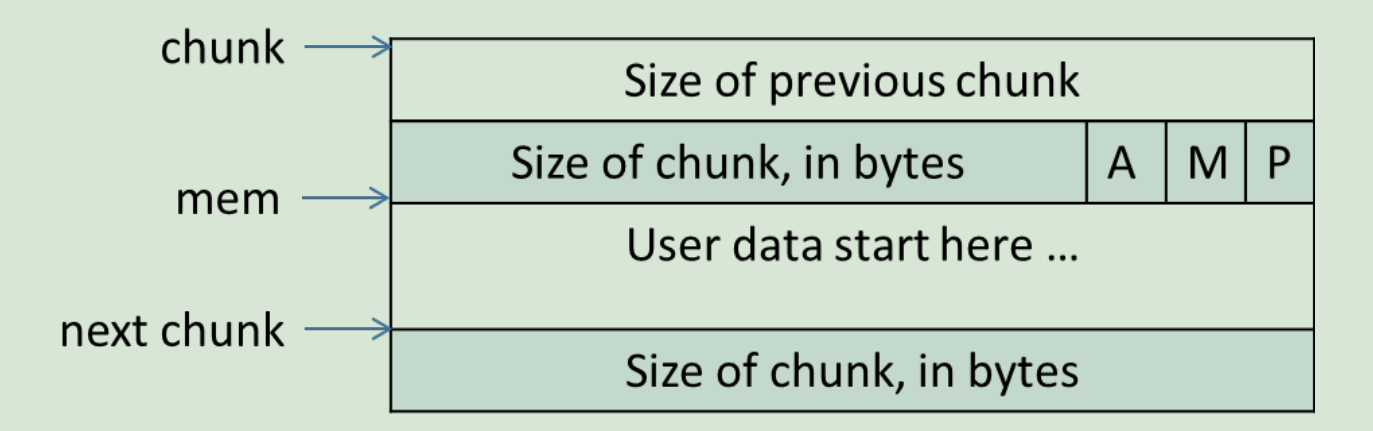 chunk
Size of previous chunk
Size of chunk, in bytes A M P
mem
User data start here ...
next chunk
Size of chunk, in bytes